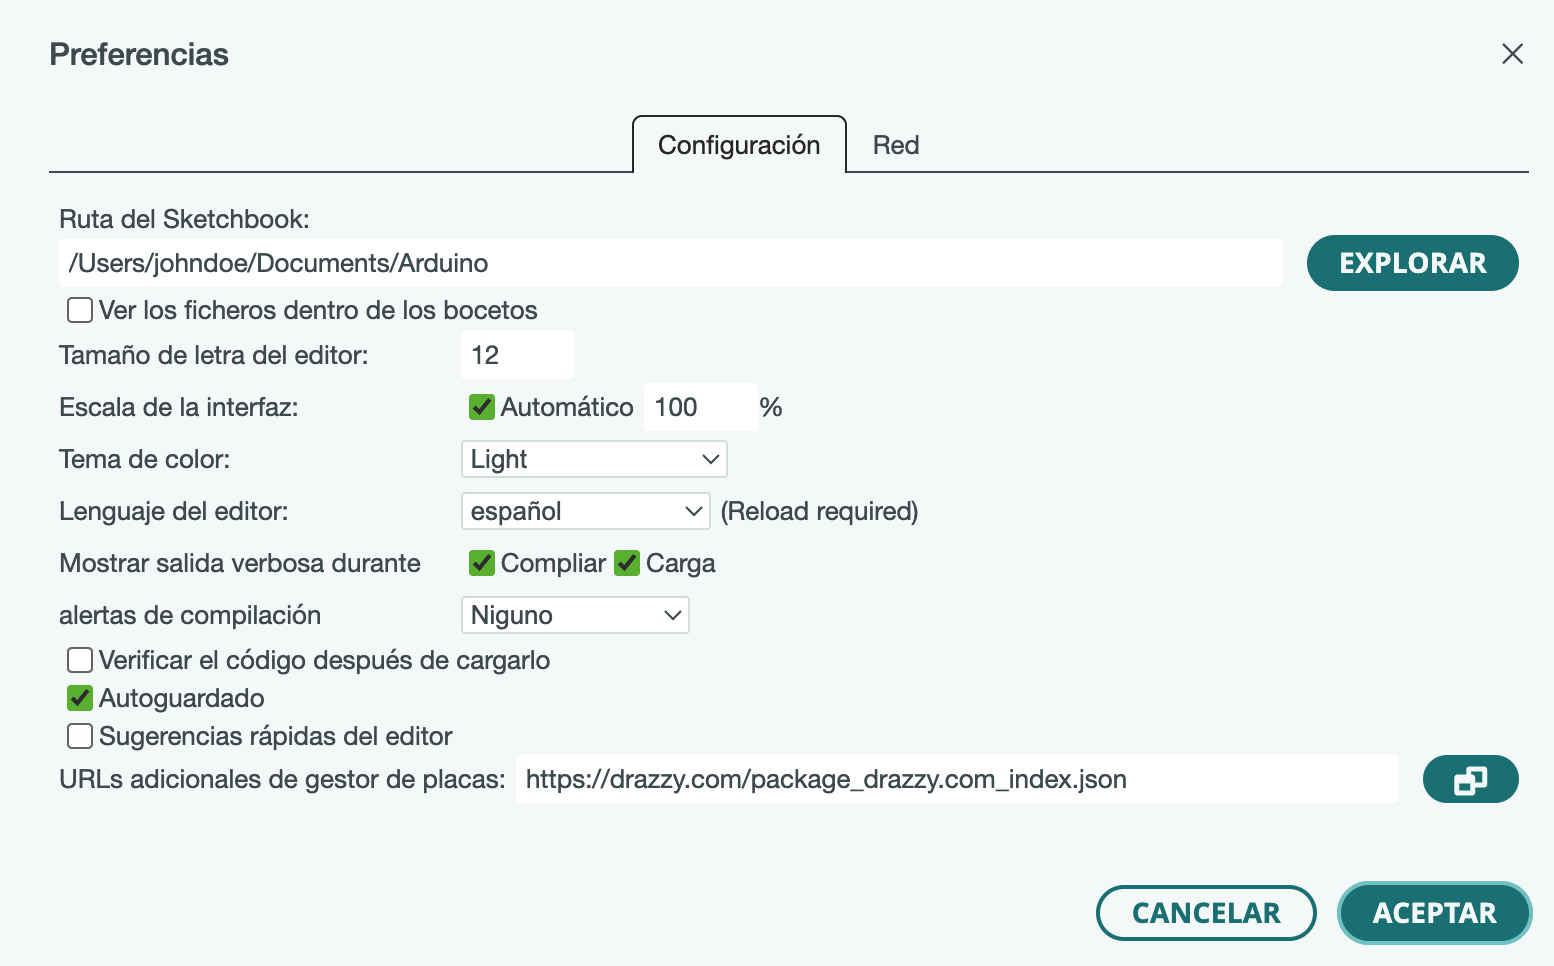 Preferencias
Configuración Red
Ruta del Sketchbook:
/Users/johndoe/Documents/Arduino EXPLORAR
Ver los ficheros dentro de los bocetos
Tamaño de letra del editor: 12
Escala de la interfaz: Automático 100 %
Tema de color: Light
Lenguaje del editor: español (Reload required)
Mostrar salida verbosa durante Compliar Carga
alertas de compilación Niguno
Verificar el código después de cargarlo
Autoguardado
Sugerencias rápidas del editor
URLs adicionales de gestor de placas: https://drazzy.com/package_drazzy.com_index.json
CANCELAR ACEPTAR